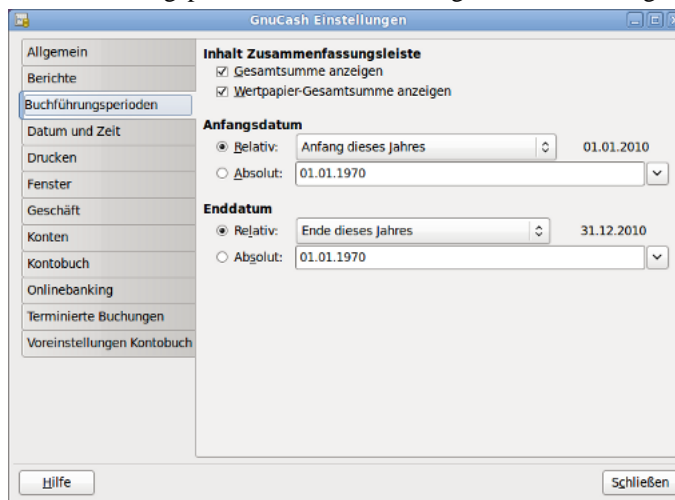 GnuCash Einstellungen
Allgemein
Berichte
Buchführungsperioden
Datum und Zeit
Drucken
Fenster
Geschäft
Konten
Kontobuch
Onlinebanking
Terminierte Buchungen
Voreinstellungen Kontobuch
Inhalt Zusammenfassungsleiste
Gesamtsumme anzeigen
Wertpapier-Gesamtsumme anzeigen
Anfangsdatum
Relativ: Anfang dieses Jahres 01.01.2010
Absolut: 01.01.1970
Enddatum
Relativ: Ende dieses Jahres 31.12.2010
Absolut: 01.01.1970
Hilfe Schließen